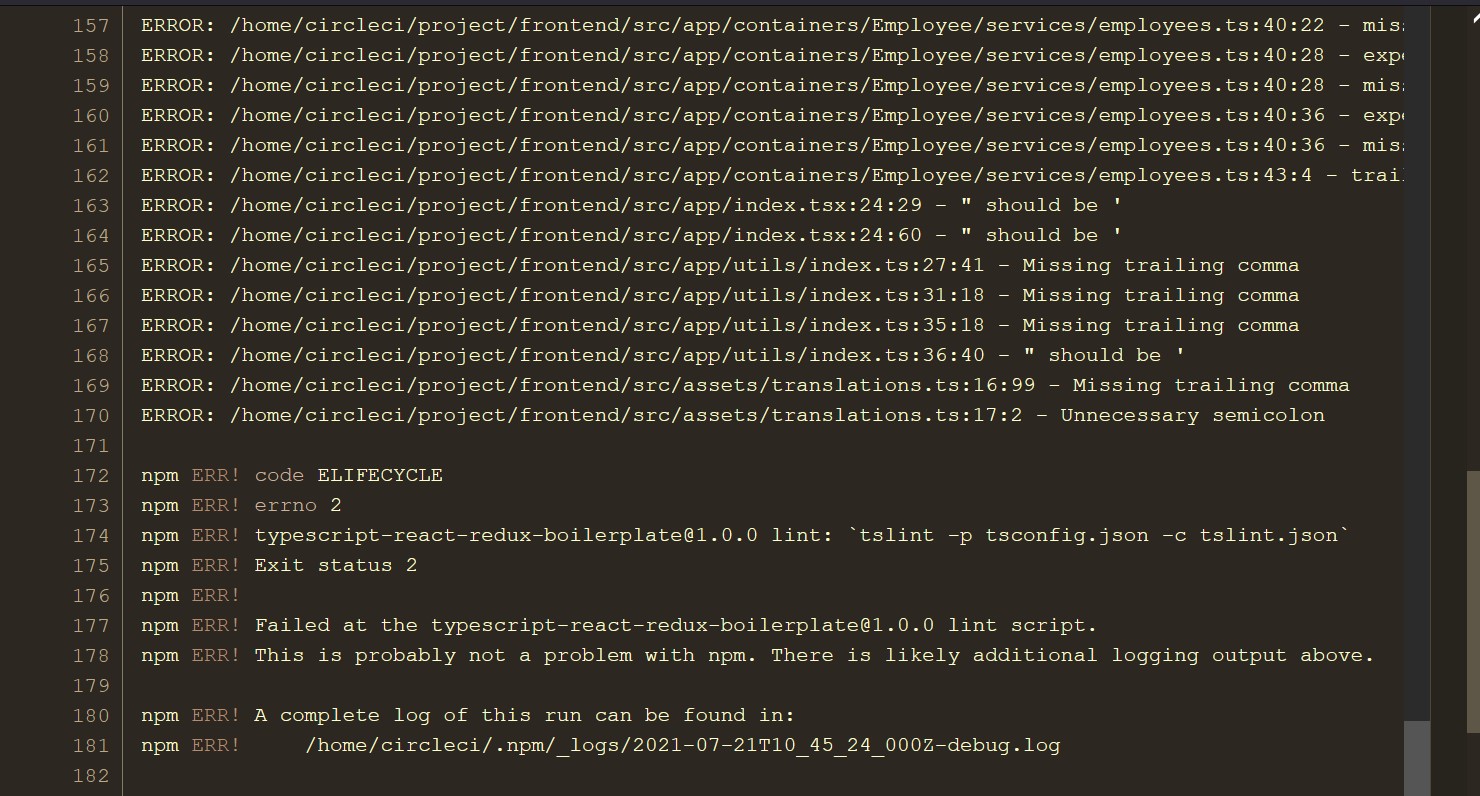 157 ERROR: /home/circleci/project/frontend/src/app/containers/Employee/services/employees.ts:40:22 - mis
158 ERROR: /home/circleci/project/frontend/src/app/containers/Employee/services/employees.ts:40:28 - exp
159 ERROR: /home/circleci/project/frontend/src/app/containers/Employee/services/employees.ts:40:28 - mis
160 ERROR: /home/circleci/project/frontend/src/app/containers/Employee/services/employees.ts:40:36 - exp
161 ERROR: /home/circleci/project/frontend/src/app/containers/Employee/services/employees.ts:40:36 - mis
162 ERROR: /home/circleci/project/frontend/src/app/containers/Employee/services/employees.ts:43:4 - trai
163 ERROR: /home/circleci/project/frontend/src/app/index.tsx:24:29 - " should be '
164 ERROR: /home/circleci/project/frontend/src/app/index.tsx:24:60 - " should be '
165 ERROR: /home/circleci/project/frontend/src/app/utils/index.ts:27:41 - Missing trailing comma
166 ERROR: /home/circleci/project/frontend/src/app/utils/index.ts:31:18 - Missing trailing comma
167 ERROR: /home/circleci/project/frontend/src/app/utils/index.ts:35:18 - Missing trailing comma
168 ERROR: /home/circleci/project/frontend/src/app/utils/index.ts:36:40 - " should be '
169 ERROR: /home/circleci/project/frontend/src/assets/translations.ts:16:99 - Missing trailing comma
170 ERROR: /home/circleci/project/frontend/src/assets/translations.ts:17:2 - Unnecessary semicolon
171
172 npm ERR! code ELIFECYCLE
173 npm ERR! errno 2
174 npm ERR! typescript-react-redux-boilerplate@1.0.0 lint: `tslint -p tsconfig.json -c tslint.json`
175 npm ERR! Exit status 2
176 npm ERR!
177 npm ERR! Failed at the typescript-react-redux-boilerplate@1.0.0 lint script.
178 npm ERR! This is probably not a problem with npm. There is likely additional logging output above.
179
180 npm ERR! A complete log of this run can be found in:
181 npm ERR!     /home/circleci/.npm/_logs/2021-07-21T10_45_24_000Z-debug.log
182